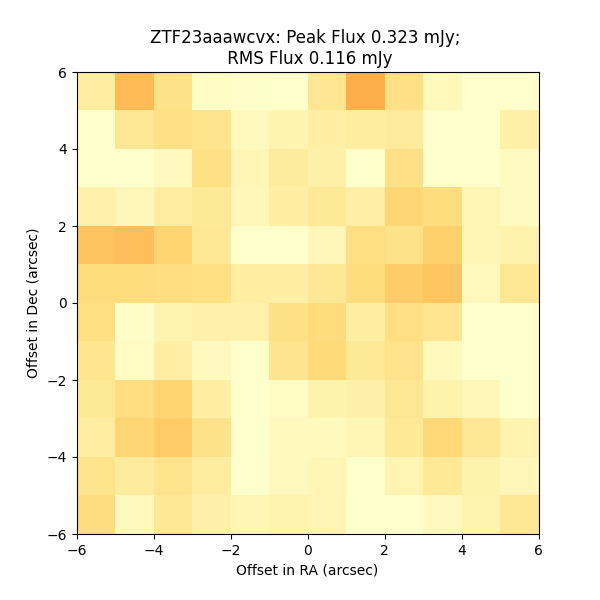 ZTF23aaawcvx: Peak Flux 0.323 mJy;
RMS Flux 0.116 mJy
6
4
2
0
−2
−4
−6
Offset in Dec (arcsec)
−6 −4 −2 0 2 4 6
Offset in RA (arcsec)